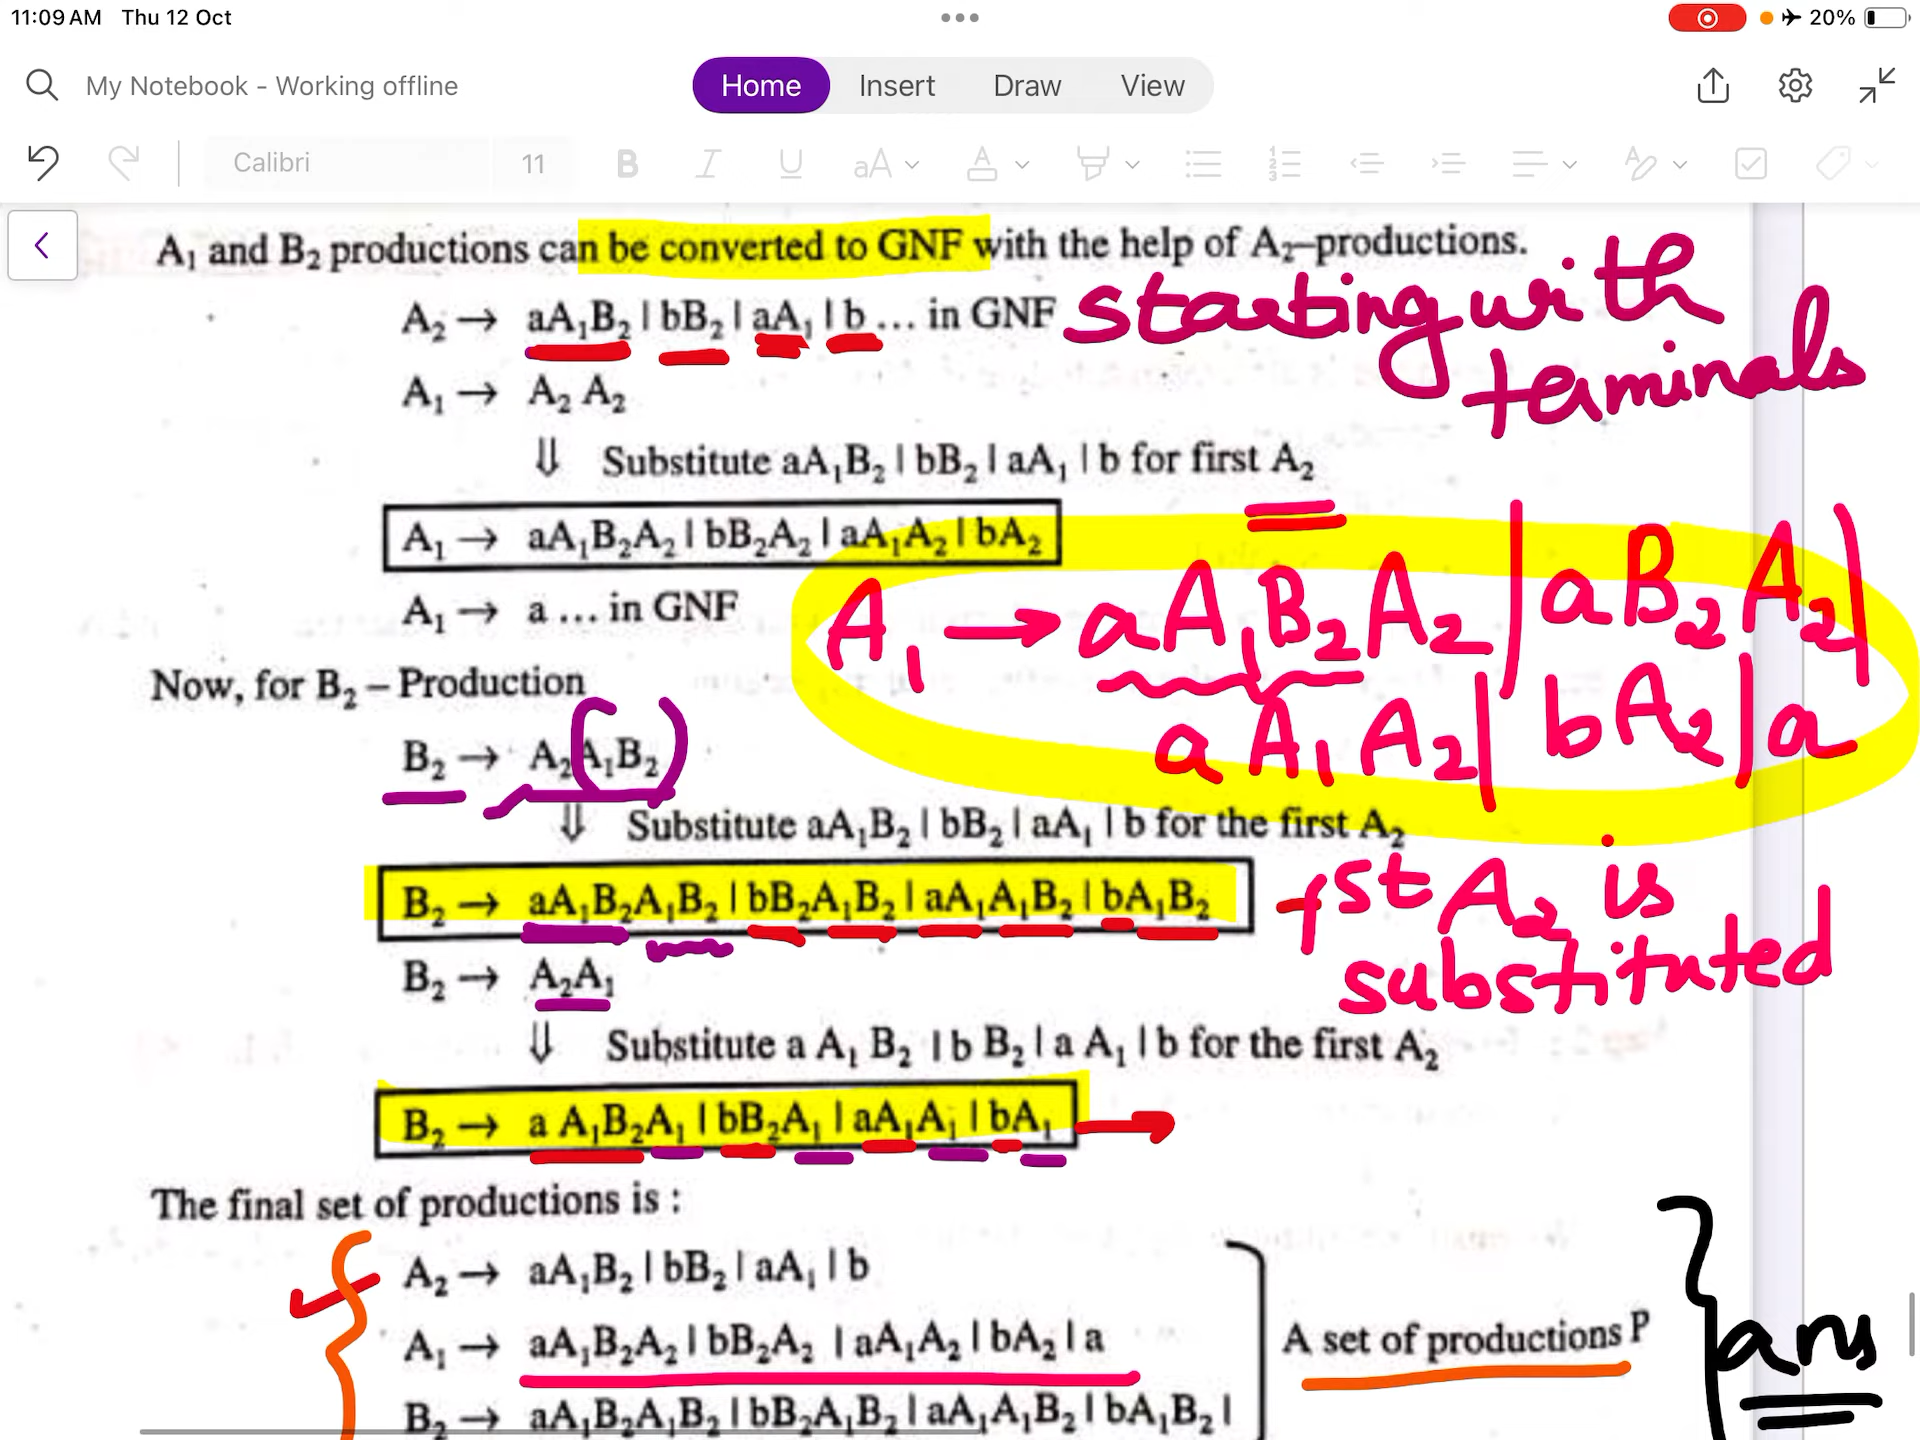 11:09 AM Thu 12 Oct
20%
My Notebook - Working offline
Home Insert Draw View
Calibri 11 B I U aA A
A₁ and B₂ productions can be converted to GNF with the help of A₂–productions.
A₂ → aA₁B₂ | bB₂ | aA₁ | b ... in GNF
starting with
terminals
A₁ → A₂ A₂
⇓ Substitute aA₁B₂ | bB₂ | aA₁ | b for first A₂
A₁ → aA₁B₂A₂ | bB₂A₂ | aA₁A₂ | bA₂
A₁ → a ... in GNF
A₁ → aA₁B₂A₂ | aB₂A₂ |
aA₁A₂ | bA₂ | a
Now, for B₂ – Production
B₂ → A₂(A₁B₂)
⇓ Substitute aA₁B₂ | bB₂ | aA₁ | b for the first A₂
B₂ → aA₁B₂A₁B₂ | bB₂A₁B₂ | aA₁A₁B₂ | bA₁B₂
fst A₂ is
substituted
B₂ → A₂A₁
⇓ Substitute a A₁ B₂ | b B₂ | a A₁ | b for the first A₂
B₂ → a A₁B₂A₁ | bB₂A₁ | aA₁A₁ | bA₁ →
The final set of productions is :
A₂ → aA₁B₂ | bB₂ | aA₁ | b
A₁ → aA₁B₂A₂ | bB₂A₂ | aA₁A₂ | bA₂ | a
A set of productions P
ans
B₂ → aA₁B₂A₁B₂ | bB₂A₁B₂ | aA₁A₁B₂ | bA₁B₂ |